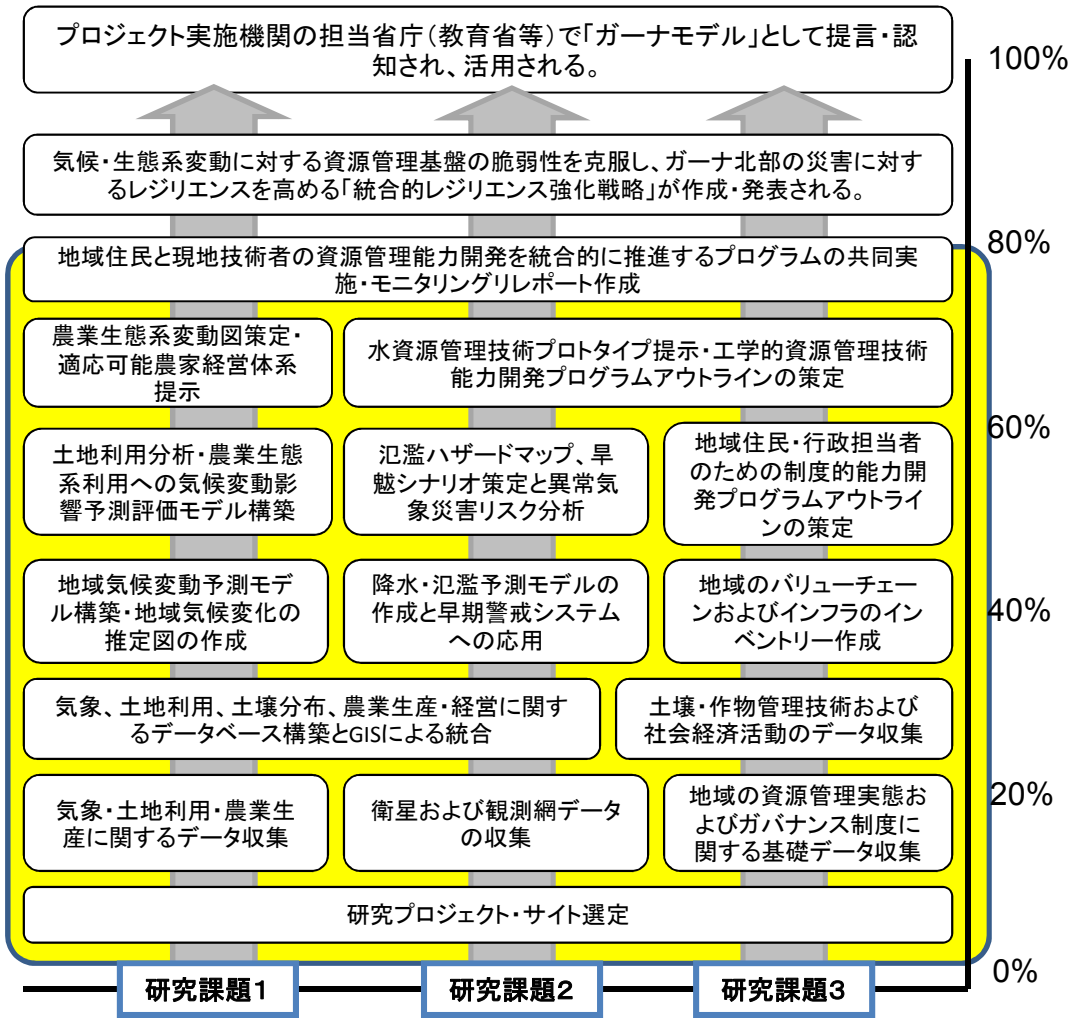 プロジェクト実施機関の担当省庁(教育省等)で「ガーナモデル」として提言・認
知され、活用される。
100%
気候・生態系変動に対する資源管理基盤の脆弱性を克服し、ガーナ北部の災害に対す
るレジリエンスを高める「統合的レジリエンス強化戦略」が作成・発表される。
80%
地域住民と現地技術者の資源管理能力開発を統合的に推進するプログラムの共同実
施・モニタリングリレポート作成
農業生態系変動図策定・
適応可能農家経営体系
提示
水資源管理技術プロトタイプ提示・工学的資源管理技術
能力開発プログラムアウトラインの策定
60%
土地利用分析・農業生態
系利用への気候変動影
響予測評価モデル構築
氾濫ハザードマップ、旱
魃シナリオ策定と異常気
象災害リスク分析
地域住民・行政担当者
のための制度的能力開
発プログラムアウトライ
ンの策定
地域気候変動予測モデ
ル構築・地域気候変化の
推定図の作成
降水・氾濫予測モデルの
作成と早期警戒システム
への応用
地域のバリューチェー
ンおよびインフラのイン
ベントリー作成
40%
気象、土地利用、土壌分布、農業生産・経営に関す
るデータベース構築とGISによる統合
土壌・作物管理技術および
社会経済活動のデータ収集
20%
気象・土地利用・農業生
産に関するデータ収集
衛星および観測網データ
の収集
地域の資源管理実態お
よびガバナンス制度に
関する基礎データ収集
研究プロジェクト・サイト選定
0%
研究課題1
研究課題2
研究課題3